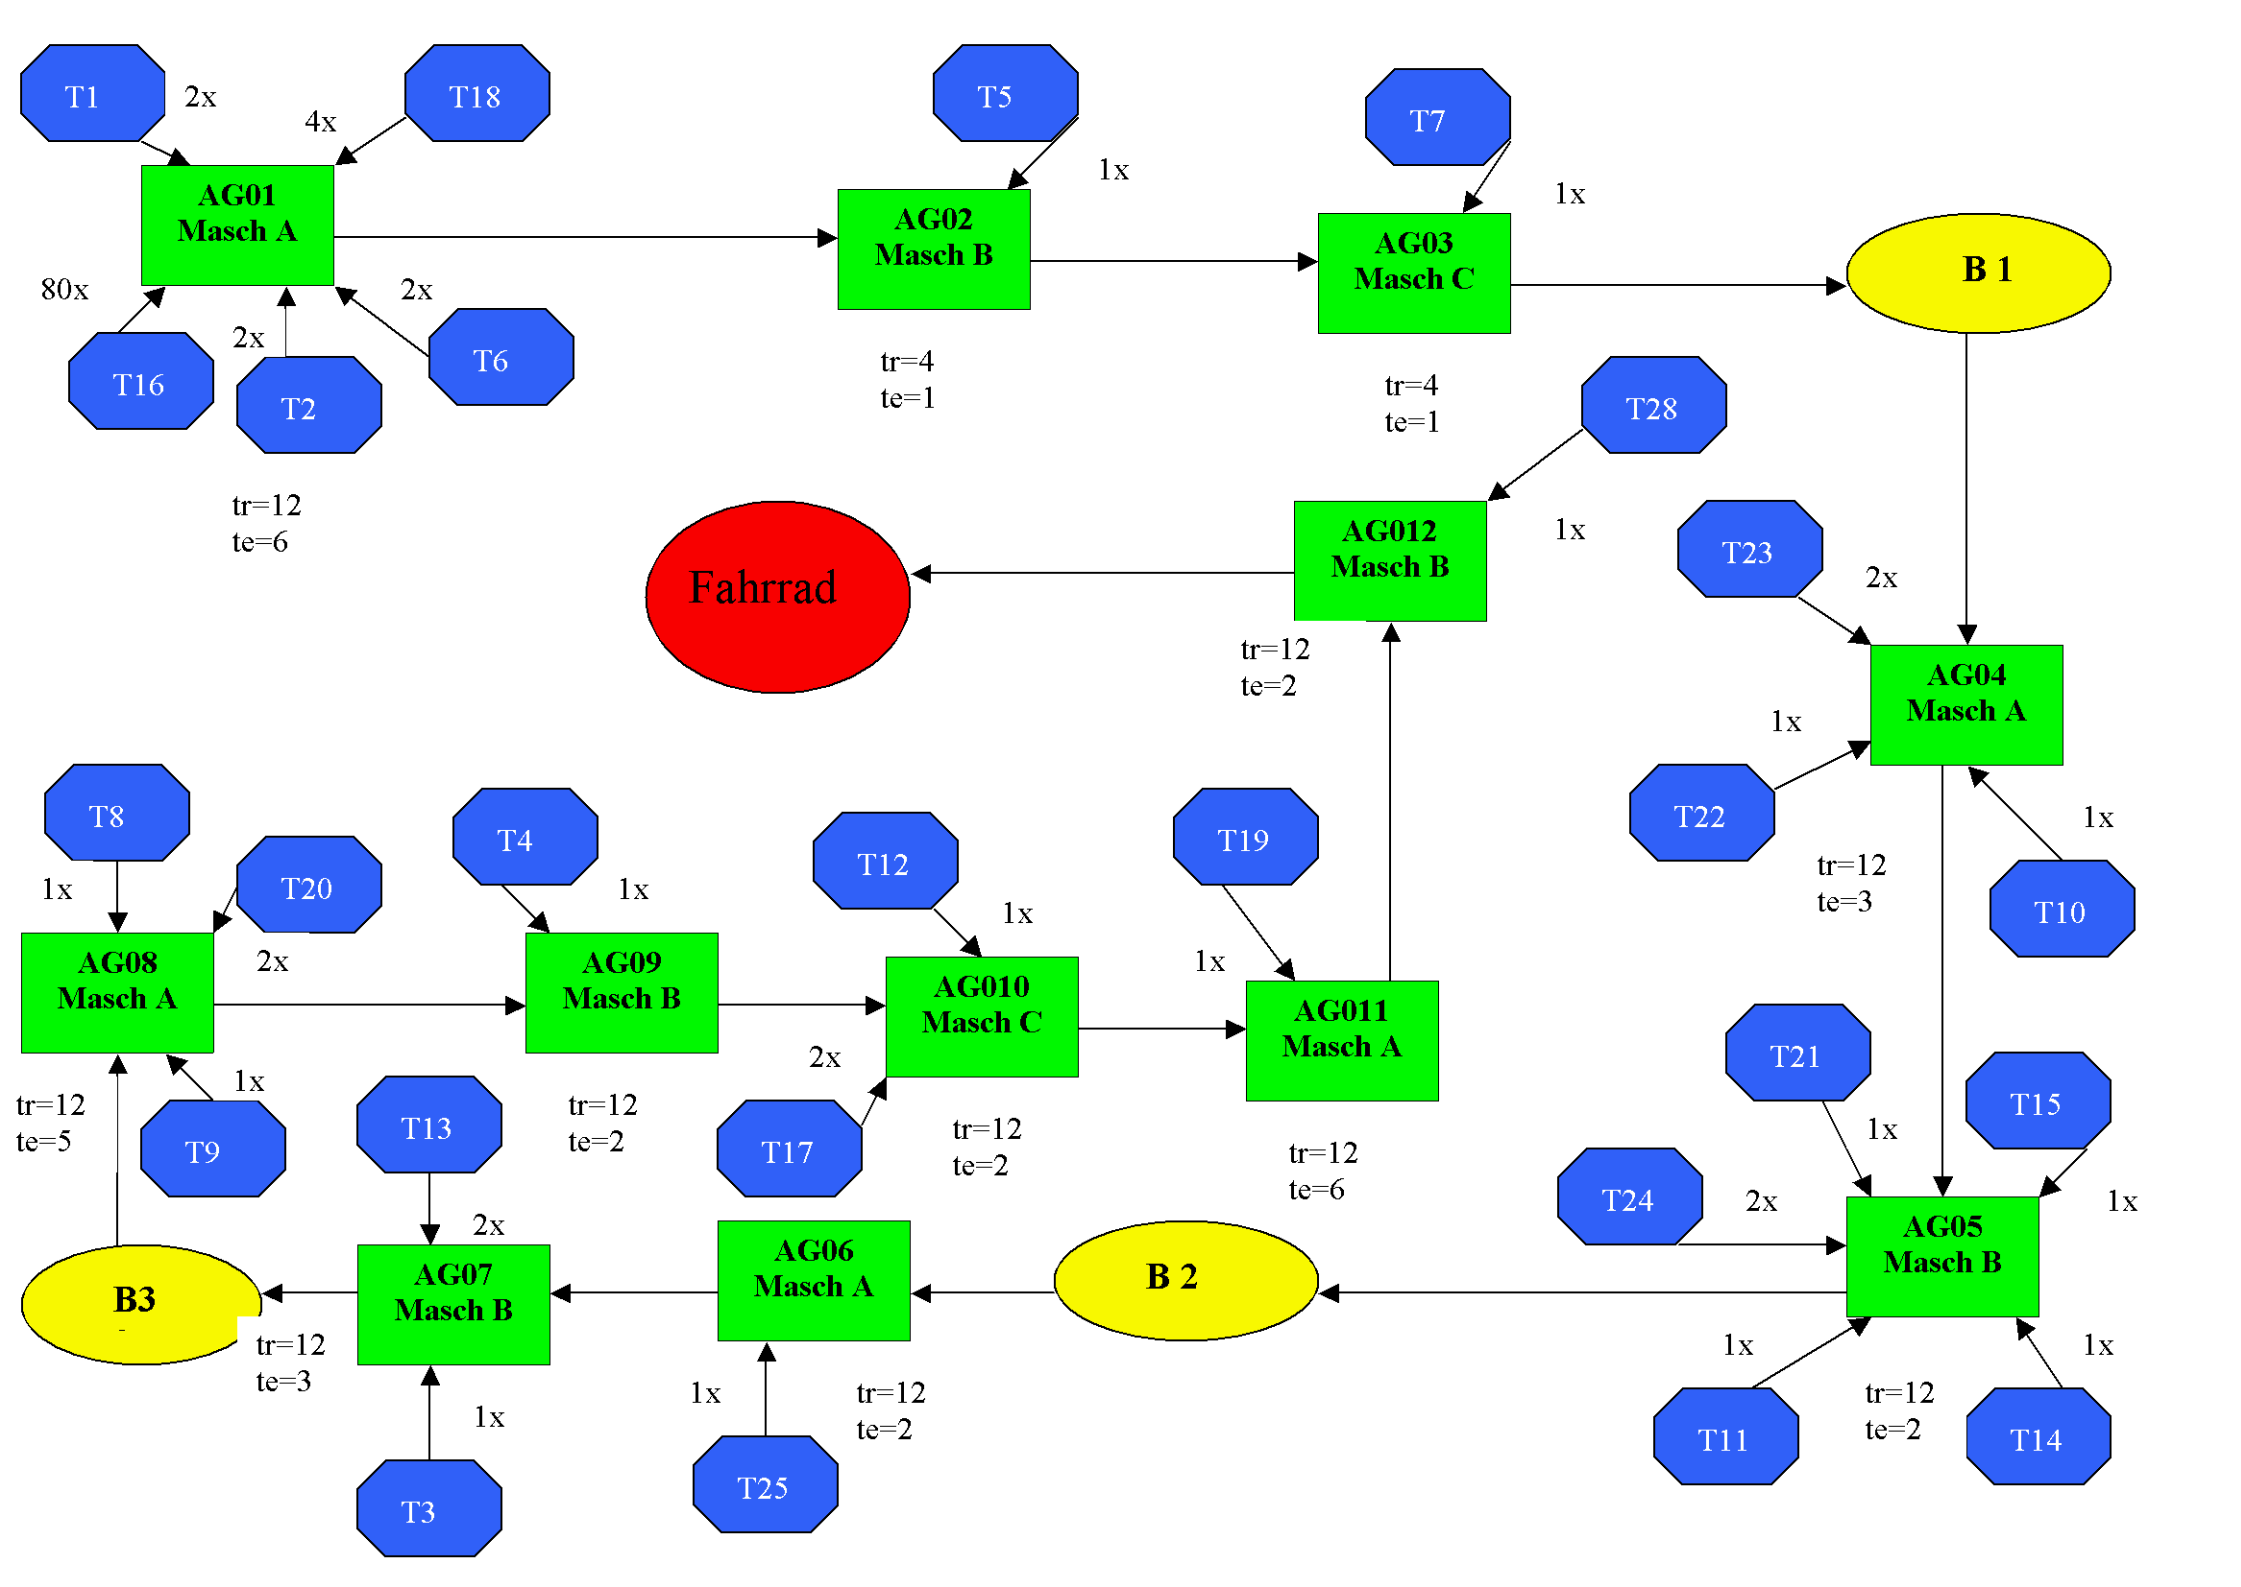 T1
2x
T18
4x
AG01
Masch A
80x
T16
2x
T2
2x
T6
tr=12
te=6
T5
1x
AG02
Masch B
tr=4
te=1
T7
1x
AG03
Masch C
tr=4
te=1
B 1
T28
1x
AG012
Masch B
tr=12
te=2
Fahrrad
T23
2x
AG04
Masch A
1x
T22
1x
T10
tr=12
te=3
T8
1x
T20
2x
AG08
Masch A
tr=12
te=5
1x
T9
T4
1x
AG09
Masch B
tr=12
te=2
T12
1x
AG010
Masch C
2x
T17
tr=12
te=2
T19
1x
AG011
Masch A
tr=12
te=6
T21
1x
T15
1x
T24
2x
AG05
Masch B
1x
T11
1x
T14
tr=12
te=2
B 2
AG06
Masch A
1x
T25
tr=12
te=2
T13
2x
AG07
Masch B
1x
T3
tr=12
te=3
B3